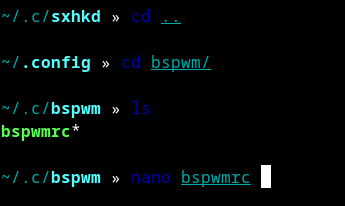 ~/.c/sxhkd » cd ..
~/.config » cd bspwm/
~/.c/bspwm » ls
bspwmrc*
~/.c/bspwm » nano bspwmrc